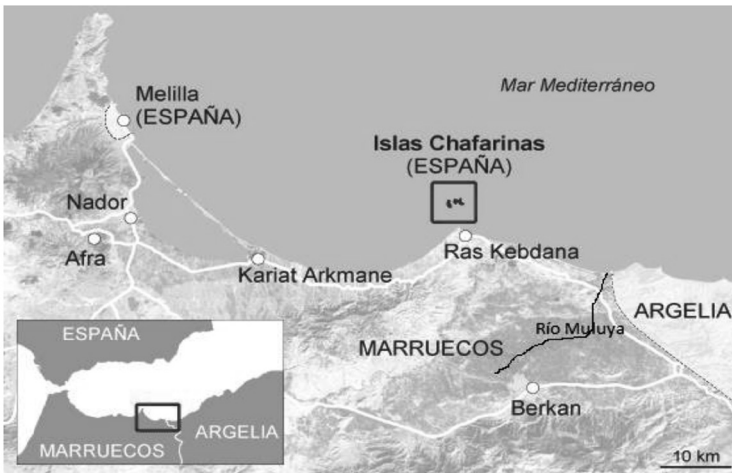 Mar Mediterráneo
Melilla
(ESPAÑA)
Islas Chafarinas
(ESPAÑA)
Nador
Afra
Kariat Arkmane
Ras Kebdana
ARGELIA
Río Muluya
MARRUECOS
Berkan
ESPAÑA
MARRUECOS
ARGELIA
10 km